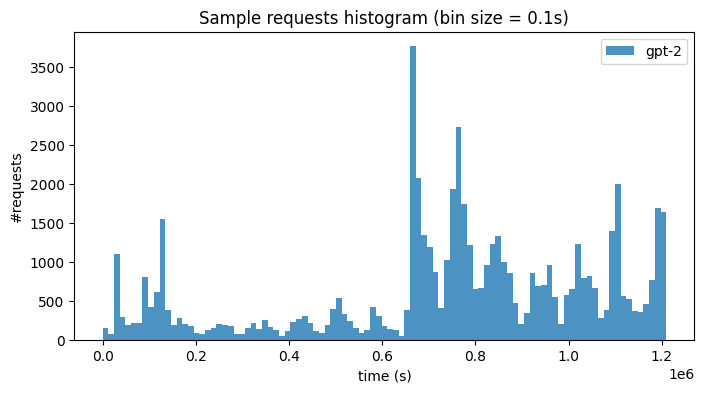 Sample requests histogram (bin size = 0.1s)
gpt-2
#requests
3500
3000
2500
2000
1500
1000
500
0
0.0 0.2 0.4 0.6 0.8 1.0 1.2
1e6
time (s)